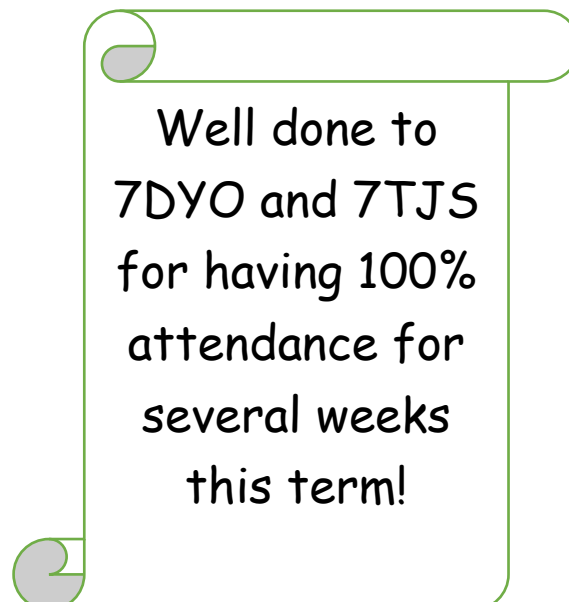 Well done to
7DYO and 7TJS
for having 100%
attendance for
several weeks
this term!